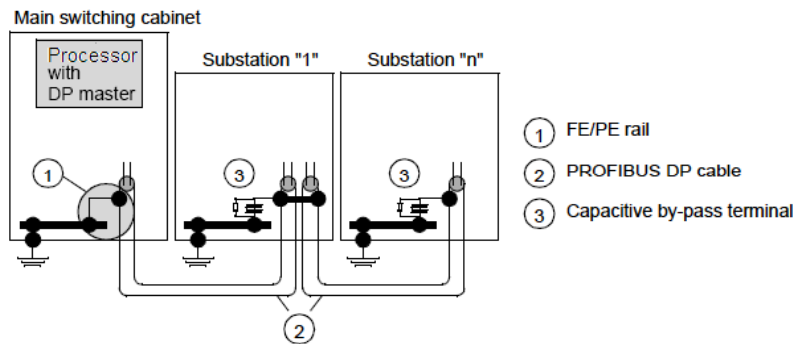 Main switching cabinet
Processor
with
DP master
Substation "1"
Substation "n"
1
3
3
2
1 FE/PE rail
2 PROFIBUS DP cable
3 Capacitive by-pass terminal